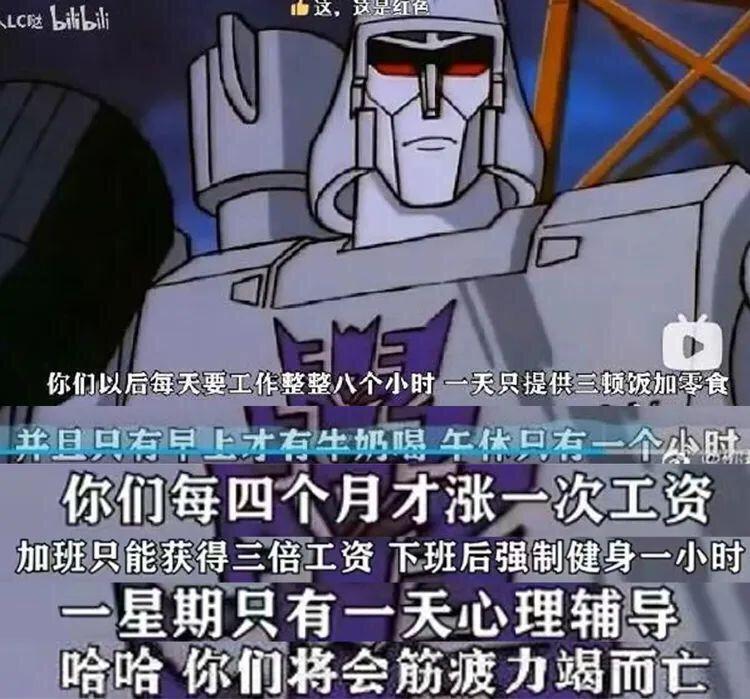 这，这是红色
人LC哒 bilibili
你们以后每天要工作整整八个小时 一天只提供三顿饭加零食
并且只有早上才有牛奶喝 午休只有一个小时
你们每四个月才涨一次工资
加班只能获得三倍工资 下班后强制健身一小时
一星期只有一天心理辅导
哈哈 你们将会筋疲力竭而亡